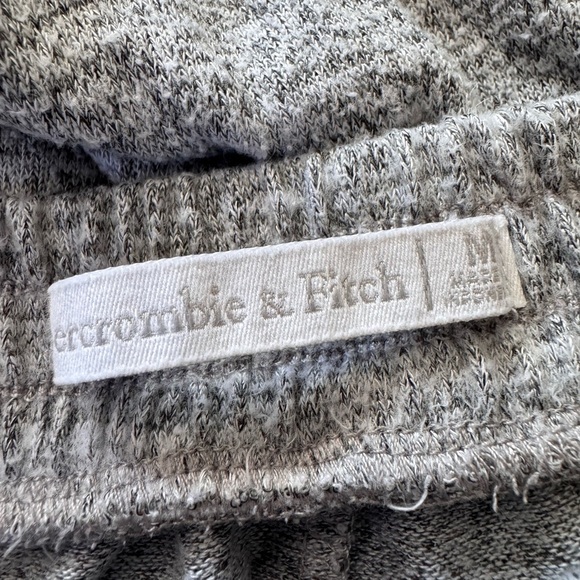 ercrombie & Fitch | M